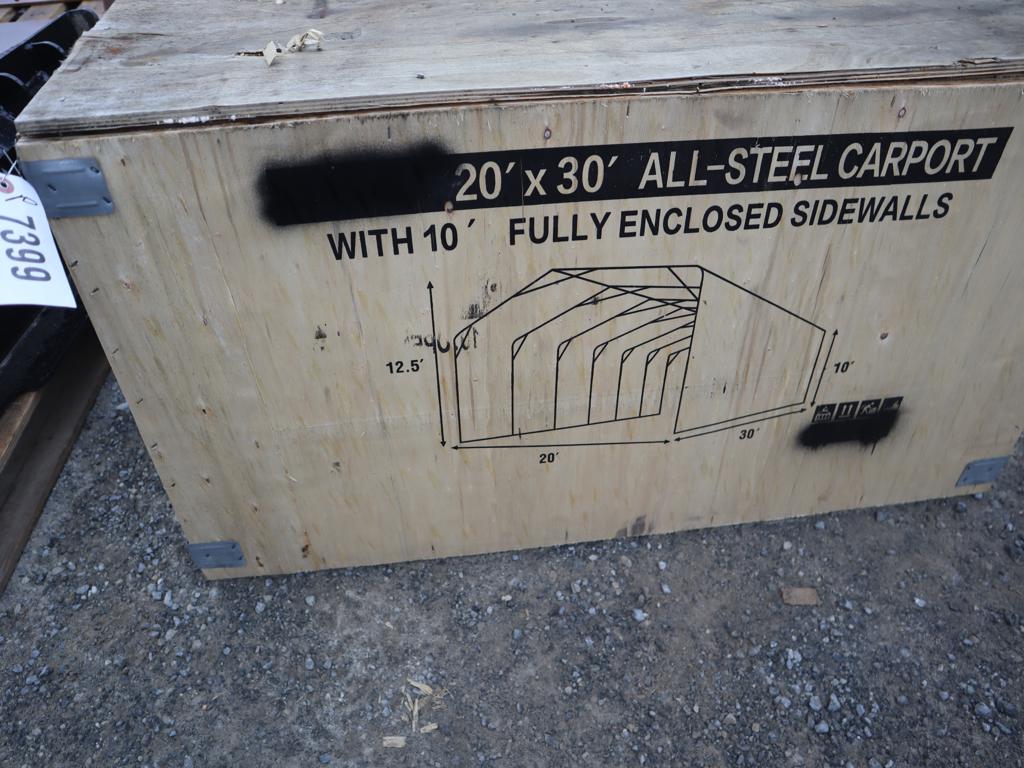 20' x 30' ALL-STEEL CARPORT
WITH 10' FULLY ENCLOSED SIDEWALLS
12.5'
10'
20'
30'
7399